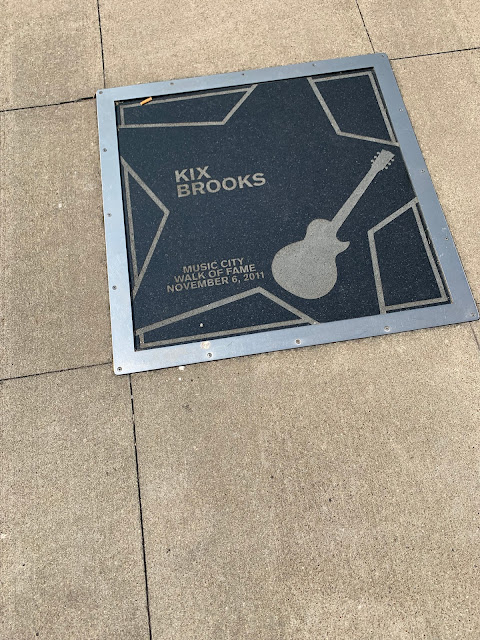 KIX
BROOKS
MUSIC CITY
WALK OF FAME
NOVEMBER 6, 2011